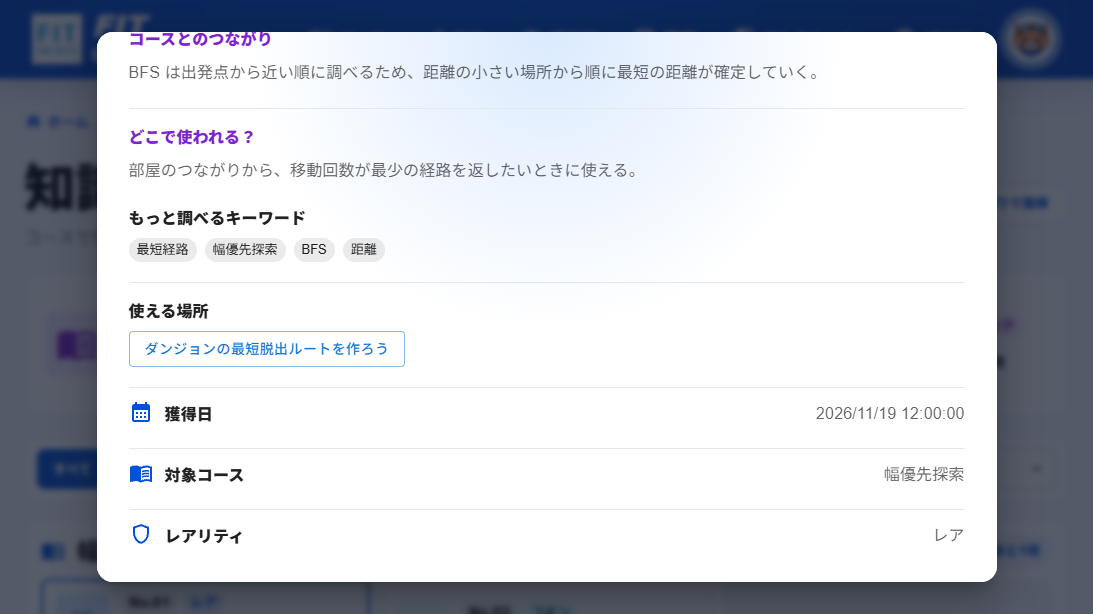 コースとのつながり
BFS は出発点から近い順に調べるため、距離の小さい場所から順に最短の距離が確定していく。
どこで使われる？
部屋のつながりから、移動回数が最少の経路を返したいときに使える。
もっと調べるキーワード
最短経路 幅優先探索 BFS 距離
使える場所
ダンジョンの最短脱出ルートを作ろう
獲得日 2026/11/19 12:00:00
対象コース 幅優先探索
レアリティ レア
FIT
ホーム
すべて